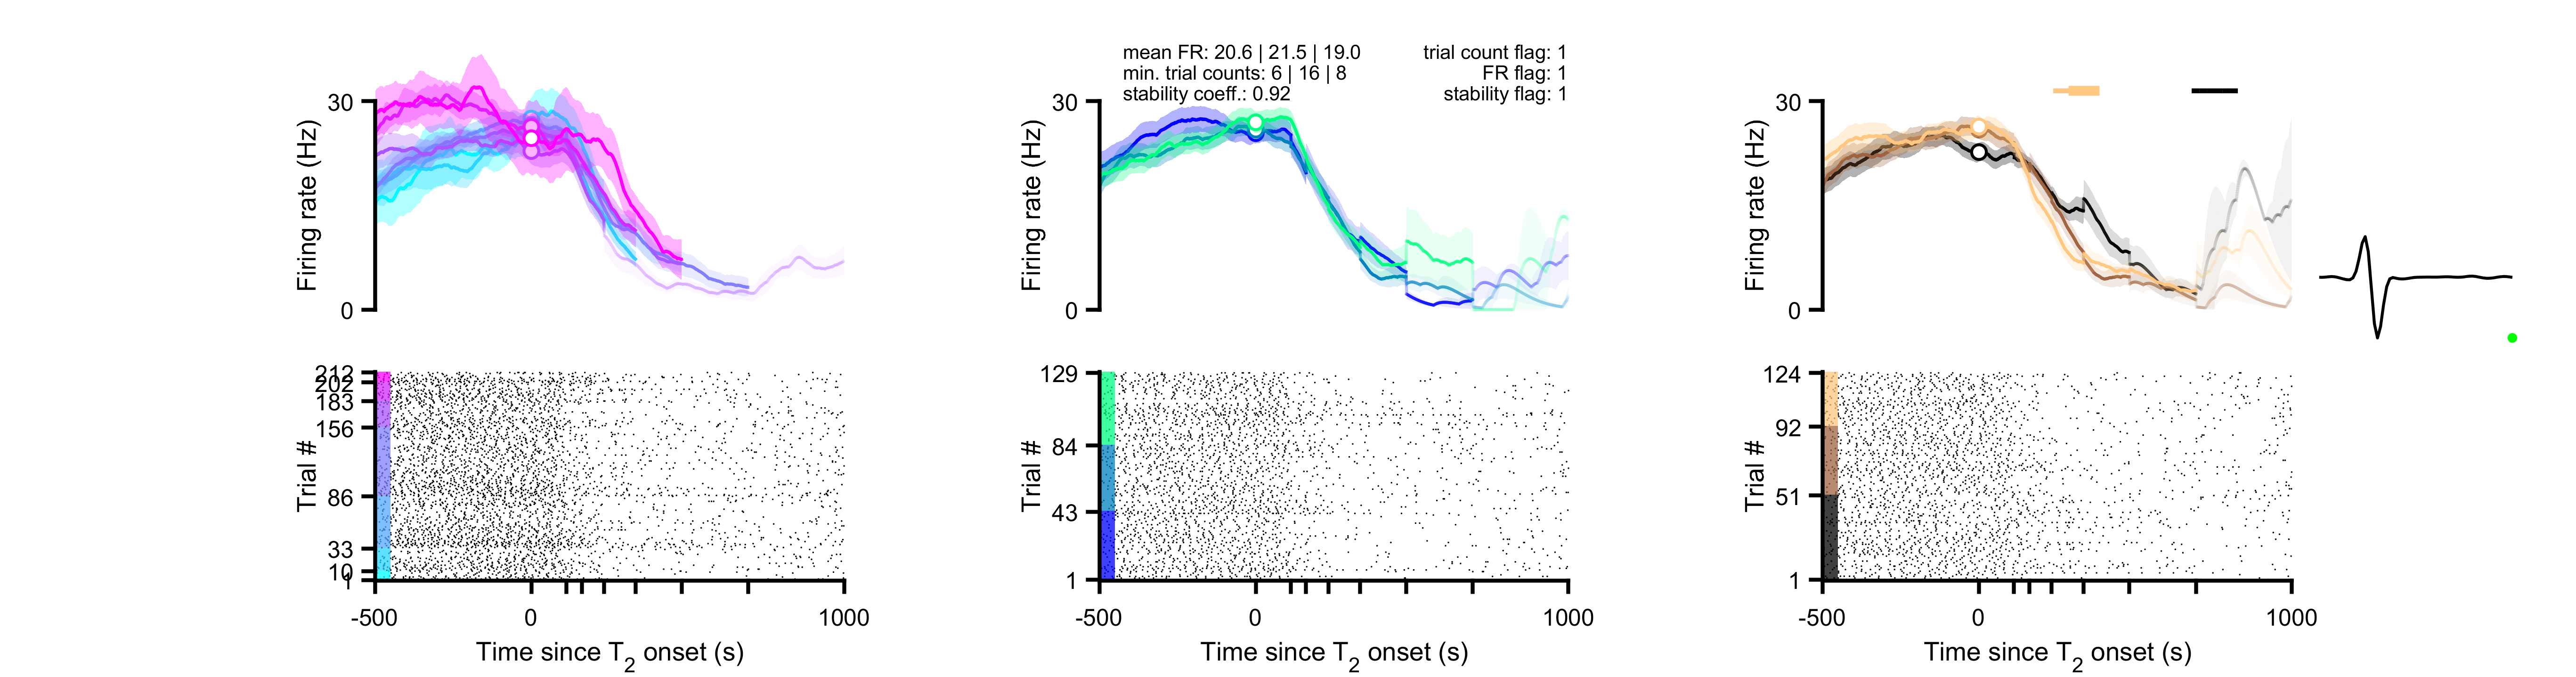 mean FR: 20.6 | 21.5 | 19.0
min. trial counts: 6 | 16 | 8
stability coeff.: 0.92
trial count flag: 1
FR flag: 1
stability flag: 1
30
Firing rate (Hz)
0
30
Firing rate (Hz)
0
30
Firing rate (Hz)
0
212
202
183
156
86
33
10
1
Trial #
-500
0
1000
Time since T2 onset (s)
129
84
43
1
Trial #
-500
0
1000
Time since T2 onset (s)
124
92
51
1
Trial #
-500
0
1000
Time since T2 onset (s)